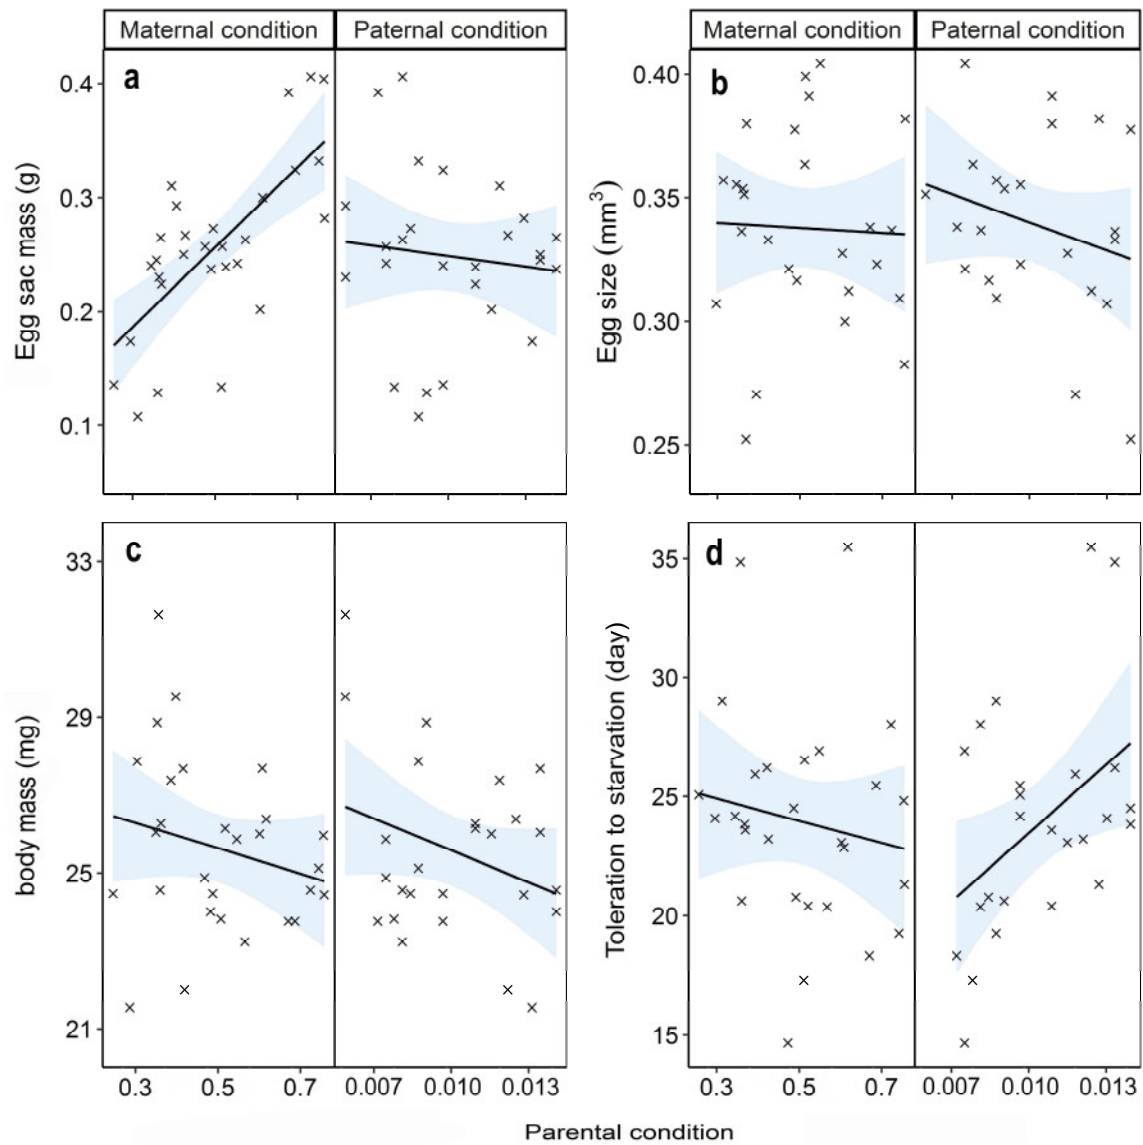 Maternal condition Paternal condition
Maternal condition Paternal condition
a
b
Egg sac mass (g)
0.4
0.3
0.2
0.1
Egg size (mm³)
0.40
0.35
0.30
0.25
c
d
body mass (mg)
33
29
25
21
Toleration to starvation (day)
35
30
25
20
15
0.3 0.5 0.7 0.007 0.010 0.013
0.3 0.5 0.7 0.007 0.010 0.013
Parental condition